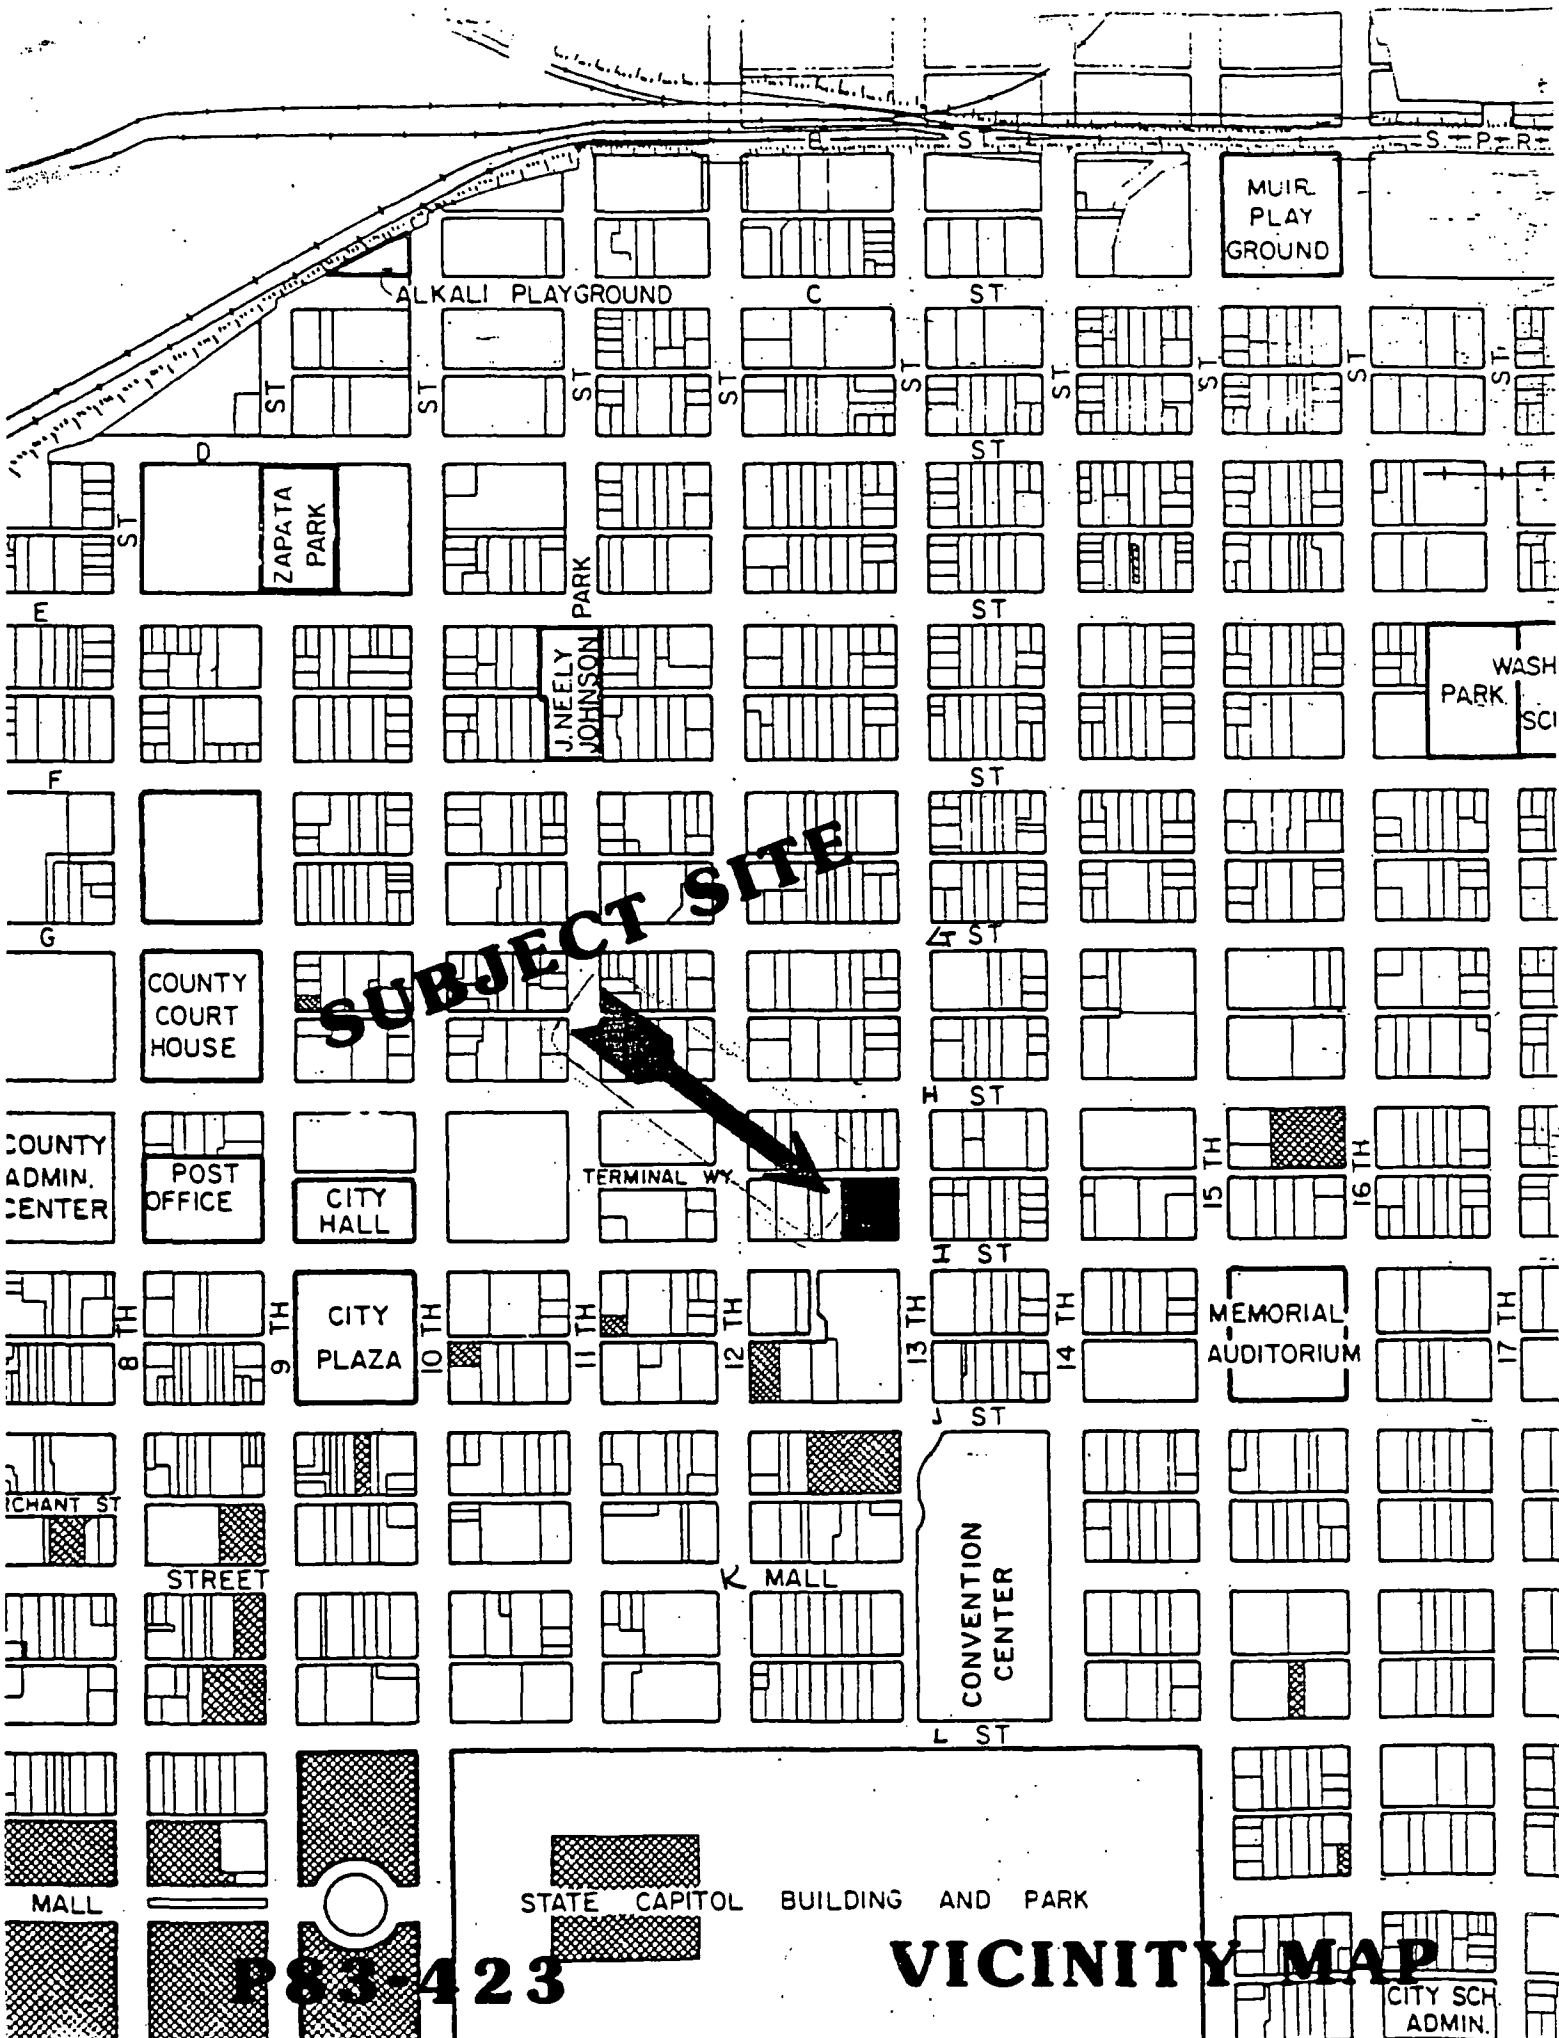 B ST S. P. R.
MUIR
PLAY
GROUND
ALKALI PLAYGROUND C ST
ST ST ST ST ST ST ST ST ST
D ST
ST
ZAPATA
PARK
E ST
J. NEELY
JOHNSON
PARK
WASH
PARK
SCI
F ST
SUBJECT SITE
G G ST
COUNTY
COURT
HOUSE
H ST
COUNTY
ADMIN.
CENTER
POST
OFFICE
CITY
HALL
TERMINAL WY.
15 TH
16 TH
I ST
8 TH
9 TH
CITY
PLAZA
10 TH
11 TH
12 TH
13 TH
14 TH
MEMORIAL
AUDITORIUM
17 TH
J ST
RCHANT ST
STREET
K MALL
CONVENTION
CENTER
L ST
MALL
STATE CAPITOL BUILDING AND PARK
P83-423
VICINITY MAP
CITY SCH.
ADMIN.